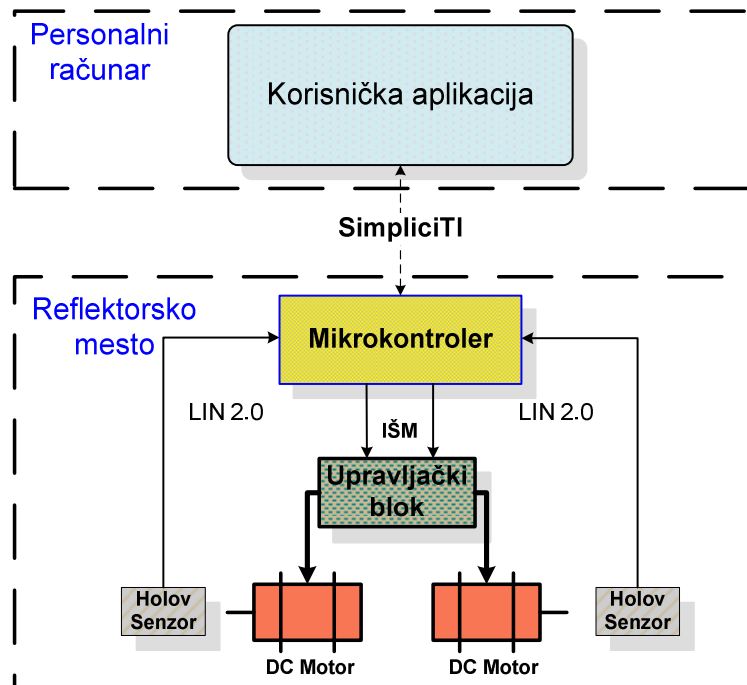 Personalni
računar
Korisnička aplikacija
SimpliciTI
Reflektorsko
mesto
Mikrokontroler
LIN 2.0
LIN 2.0
IŠM
Upravljački
blok
Holov
Senzor
Holov
Senzor
DC Motor
DC Motor